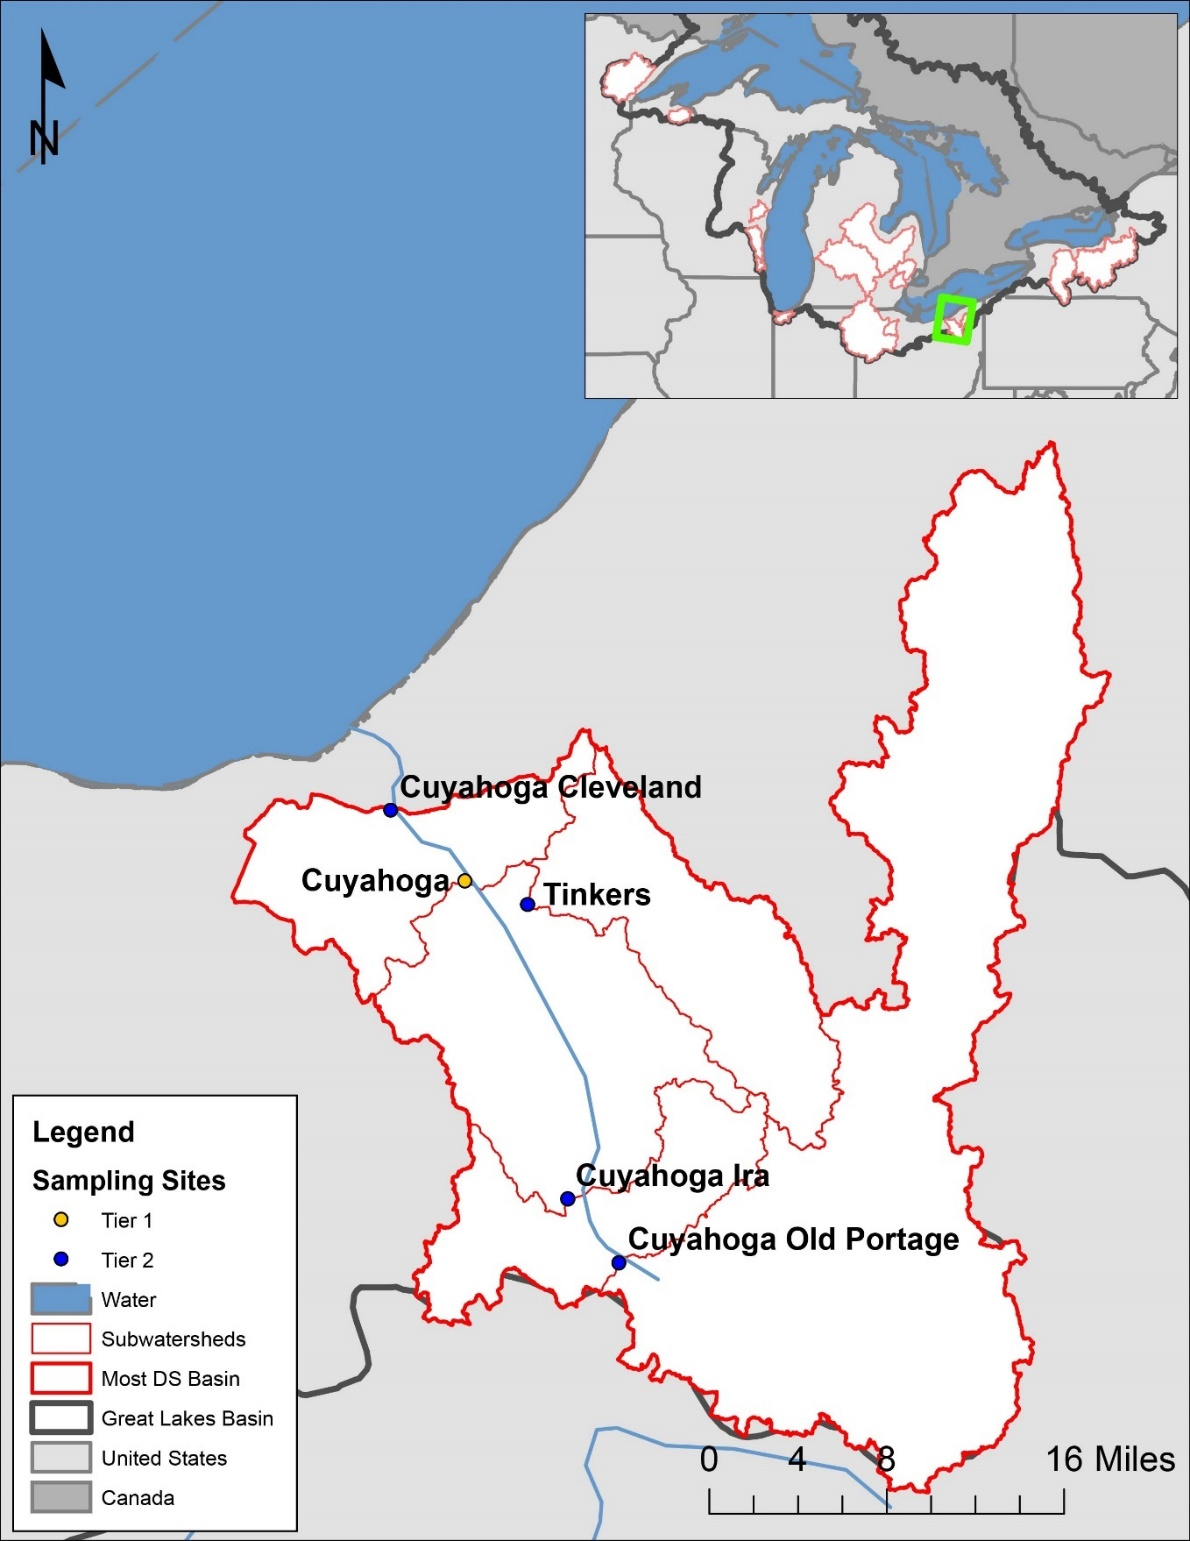 N
Cuyahoga Cleveland
Cuyahoga
Tinkers
Cuyahoga Ira
Cuyahoga Old Portage
Legend
Sampling Sites
Tier 1
Tier 2
Water
Subwatersheds
Most DS Basin
Great Lakes Basin
United States
Canada
0 4 8 16 Miles